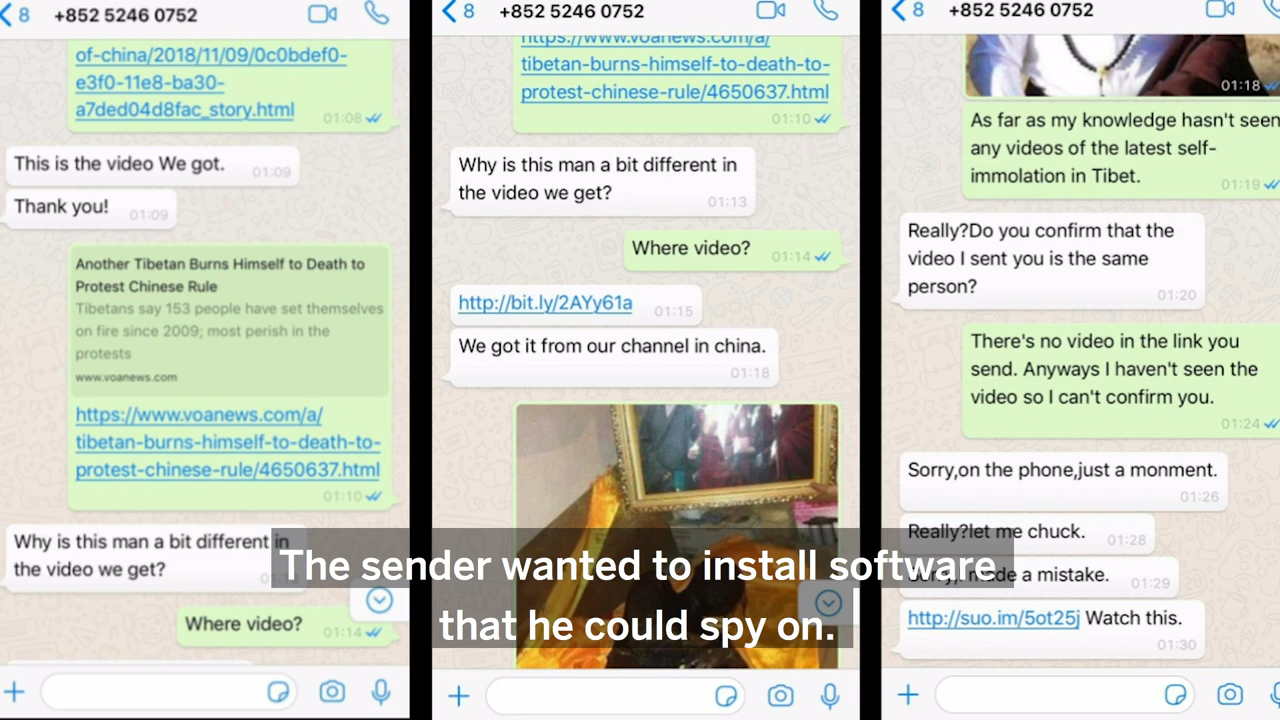 8 +852 5246 0752
of-china/2018/11/09/0c0bdef0-
e3f0-11e8-ba30-
a7ded04d8fac_story.html
01:08
This is the video We got.
01:09
Thank you!
01:09
Another Tibetan Burns Himself to Death to
Protest Chinese Rule
Tibetans say 153 people have set themselves
on fire since 2009; most perish in the
protests
www.voanews.com
https://www.voanews.com/a/
tibetan-burns-himself-to-death-to-
protest-chinese-rule/4650637.html
01:10
Why is this man a bit different in
the video we get?
Where video?
01:14
8 +852 5246 0752
https://www.voanews.com/a/
tibetan-burns-himself-to-death-to-
protest-chinese-rule/4650637.html
01:10
Why is this man a bit different in
the video we get?
01:13
Where video?
01:14
http://bit.ly/2AYy61a
01:15
We got it from our channel in china.
01:18
8 +852 5246 0752
01:18
As far as my knowledge hasn't seen
any videos of the latest self-
immolation in Tibet.
01:19
Really?Do you confirm that the
video I sent you is the same
person?
01:20
There's no video in the link you
send. Anyways I haven't seen the
video so I can't confirm you.
01:24
Sorry,on the phone,just a monment.
01:26
Really?let me chuck.
01:28
made a mistake.
01:29
http://suo.im/5ot25j Watch this.
01:30
The sender wanted to install software
that he could spy on.